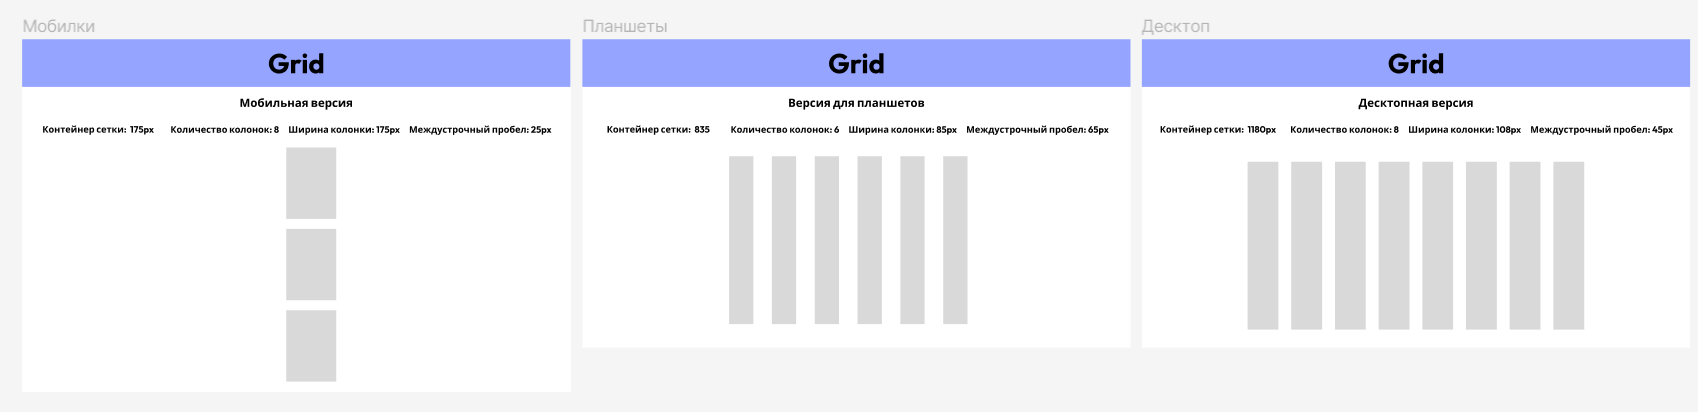 Мобилки
Grid
Мобильная версия
Контейнер сетки: 175px Количество колонок: 8 Ширина колонки: 175px Междустрочный пробел: 25px
Планшеты
Grid
Версия для планшетов
Контейнер сетки: 835 Количество колонок: 6 Ширина колонки: 85px Междустрочный пробел: 65px
Десктоп
Grid
Десктопная версия
Контейнер сетки: 1180px Количество колонок: 8 Ширина колонки: 108px Междустрочный пробел: 45px